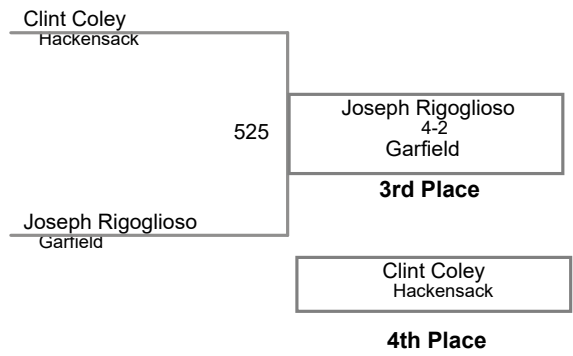 Clint Coley
Hackensack
525
Joseph Rigoglioso
4-2
Garfield
3rd Place
Joseph Rigoglioso
Garfield
Clint Coley
Hackensack
4th Place